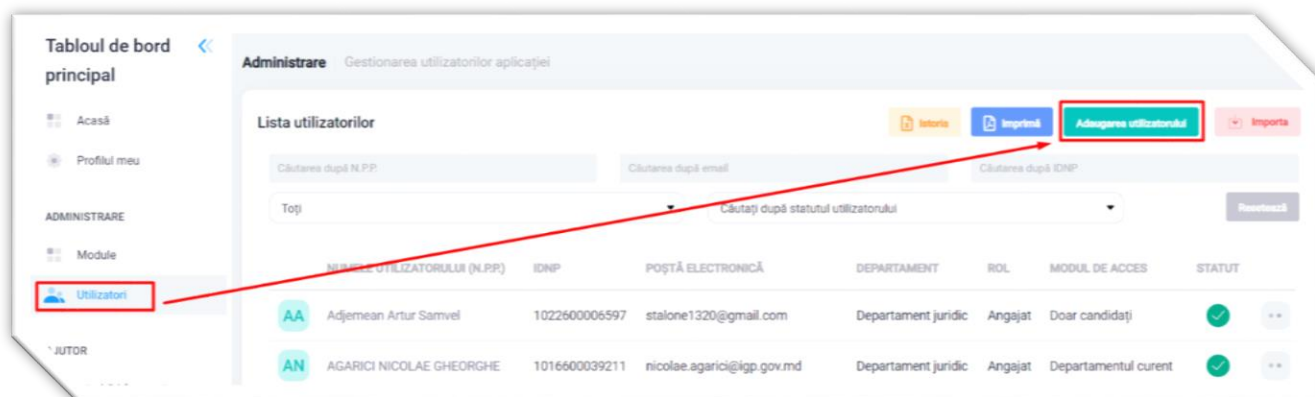 Tabloul de bord
principal
Acasă
Profilul meu
ADMINISTRARE
Module
Utilizatori
JUTOR
Administrare Gestionarea utilizatorilor aplicației
Lista utilizatorilor
Istoria Imprimă Adaugarea utilizatorului Importa
Căutarea după N.P.P. Căutarea după email Căutarea după IDNP
Toți Căutați după statutul utilizatorului Resetează
NUMELE UTILIZATORULUI (N.P.P.) IDNP POȘTĂ ELECTRONICĂ DEPARTAMENT ROL MODUL DE ACCES STATUT
AA Adjemean Artur Samvel 1022600006597 stalone1320@gmail.com Departament juridic Angajat Doar candidați
AN AGARICI NICOLAE GHEORGHE 1016600039211 nicolae.agarici@igp.gov.md Departament juridic Angajat Departamentul curent